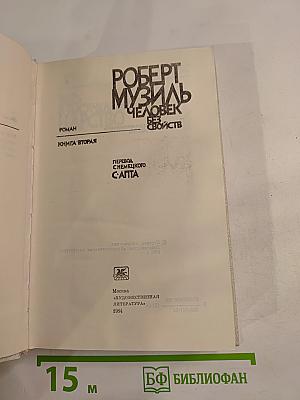 РОБЕРТ
МУЗИЛЬ
ЧЕЛОВЕК
БЕЗ
СВОЙСТВ
РОМАН
КНИГА ВТОРАЯ
ПЕРЕВОД
С НЕМЕЦКОГО
С·АПТА
Москва
«ХУДОЖЕСТВЕННАЯ
ЛИТЕРАТУРА»
1984
15 м
БФ БИБЛИОФАН